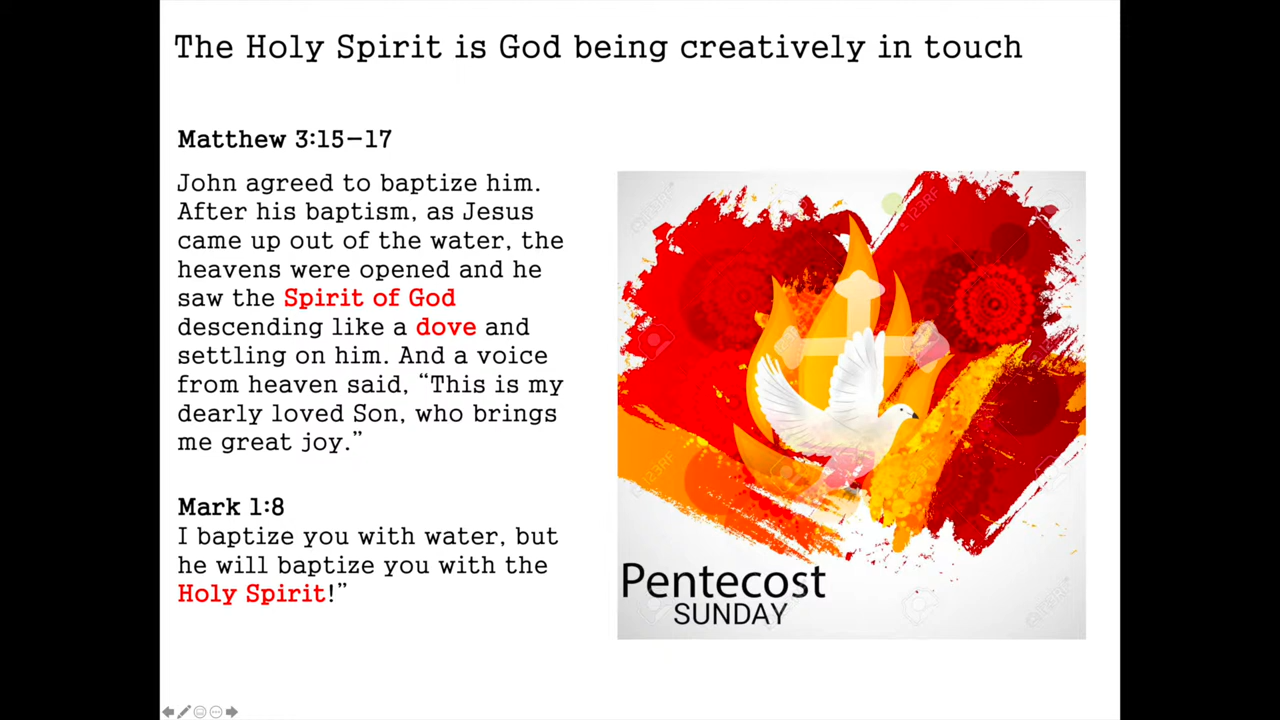 The Holy Spirit is God being creatively in touch
Matthew 3:15–17
John agreed to baptize him.
After his baptism, as Jesus
came up out of the water, the
heavens were opened and he
saw the Spirit of God
descending like a dove and
settling on him. And a voice
from heaven said, “This is my
dearly loved Son, who brings
me great joy.”
Mark 1:8
I baptize you with water, but
he will baptize you with the
Holy Spirit!”
Pentecost
SUNDAY
123RF